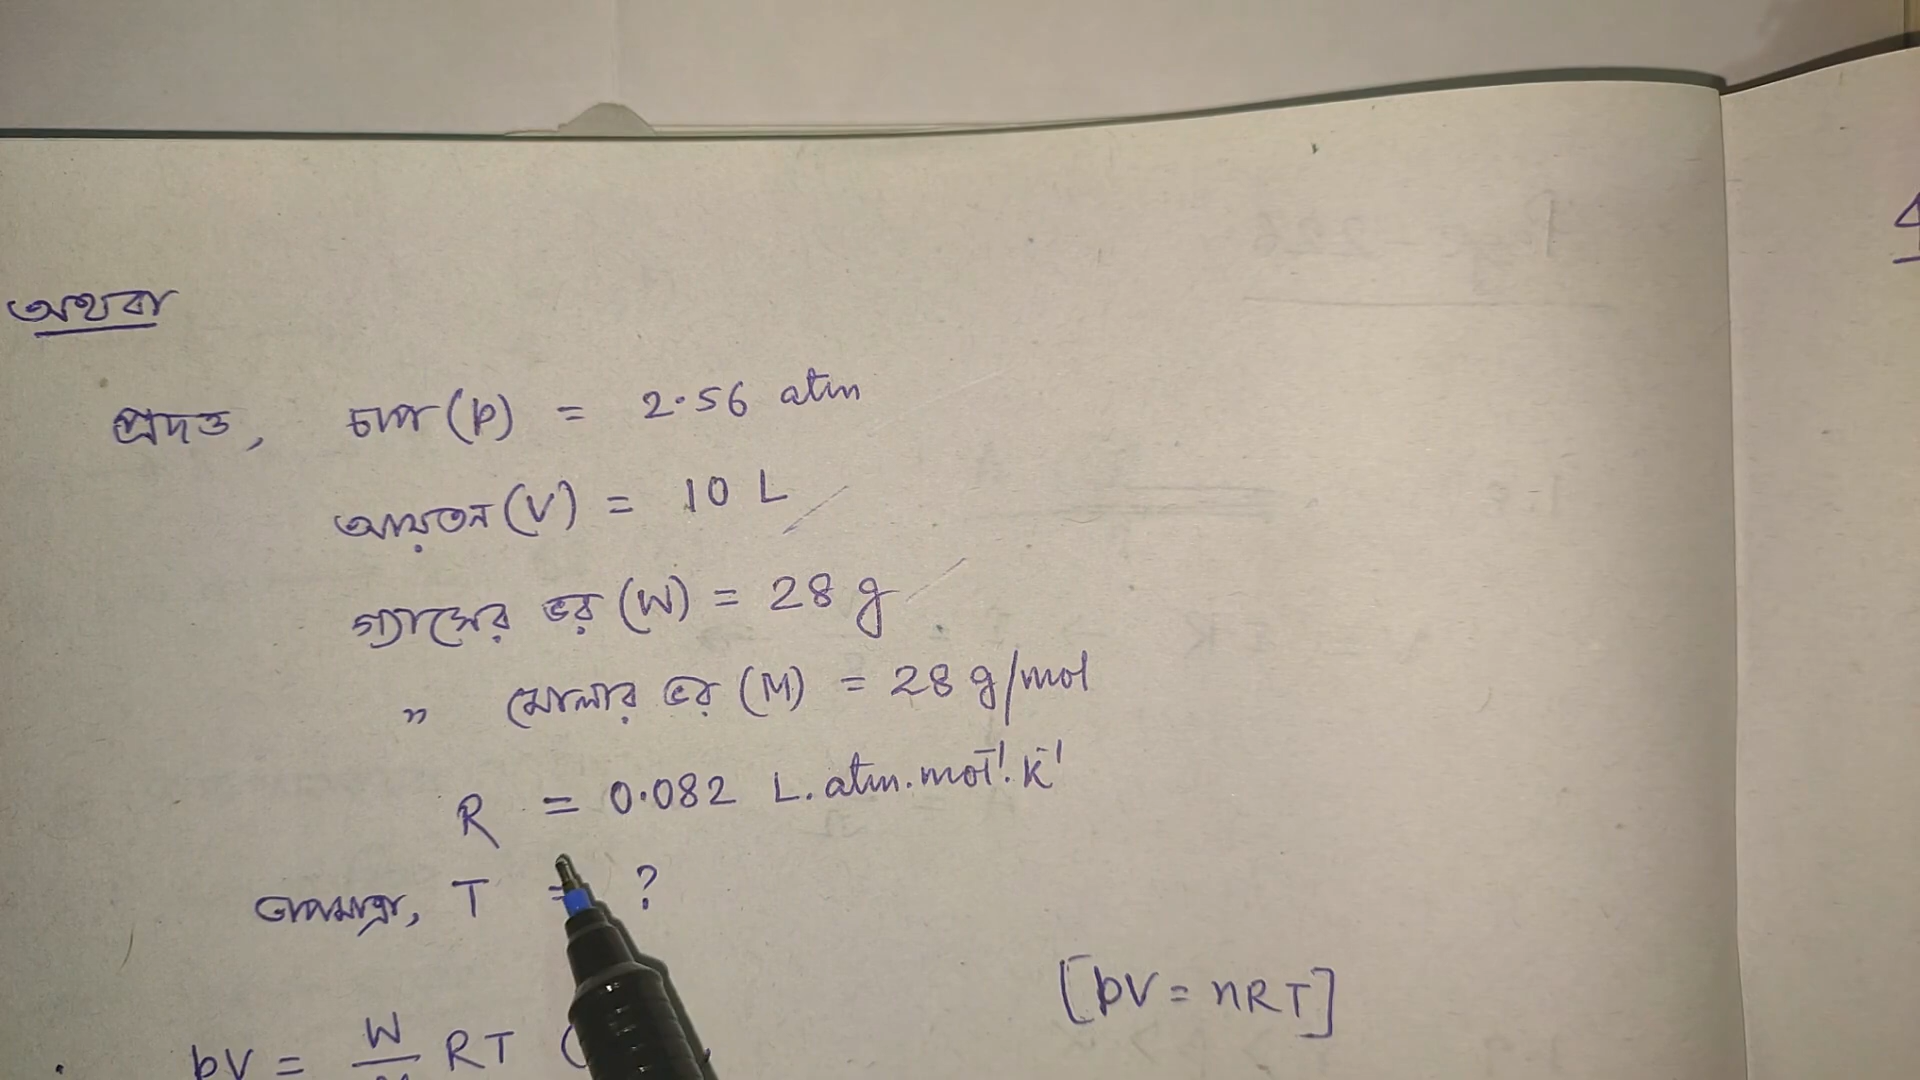 অথবা
প্রদত্ত, চাপ (p) = 2.56 atm
আয়তন (V) = 10 L
গ্যাসের ভর (W) = 28 g
" মোলার ভর (M) = 28 g/mol
R = 0.082 L. atm. mol⁻¹. K⁻¹
তাপমাত্রা, T = ?
[pV = nRT]
pV = W RT (